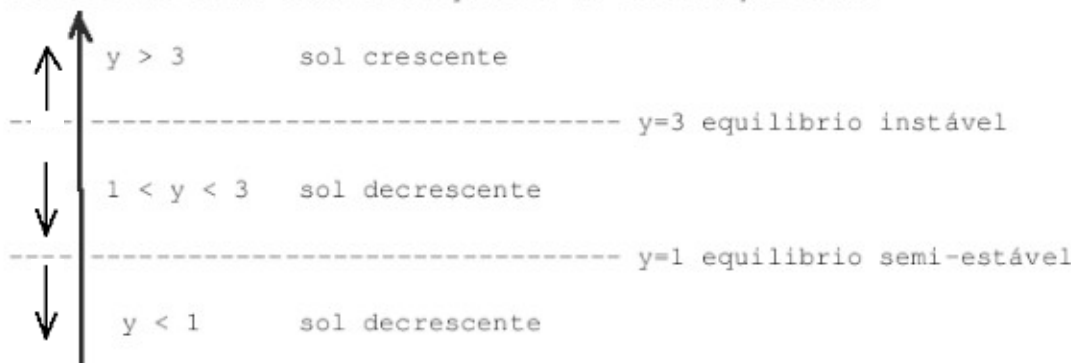 y > 3 sol crescente
y=3 equilibrio instável
1 < y < 3 sol decrescente
y=1 equilibrio semi-estável
y < 1 sol decrescente